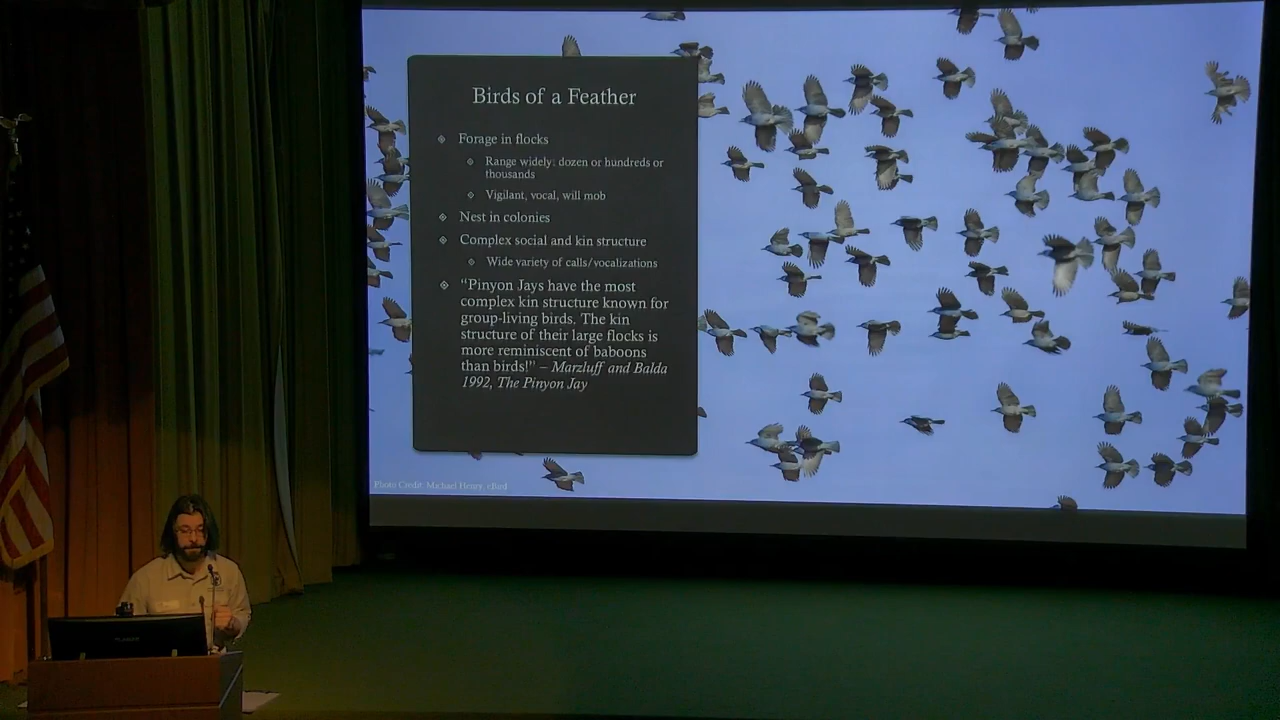 Birds of a Feather
Forage in flocks
Range widely: dozen or hundreds or
thousands
Vigilant, vocal, will mob
Nest in colonies
Complex social and kin structure
Wide variety of calls/vocalizations
“Pinyon Jays have the most
complex kin structure known for
group-living birds. The kin
structure of their large flocks is
more reminiscent of baboons
than birds!” – Marzluff and Balda
1992, The Pinyon Jay
Photo Credit: Michael Henry, eBird